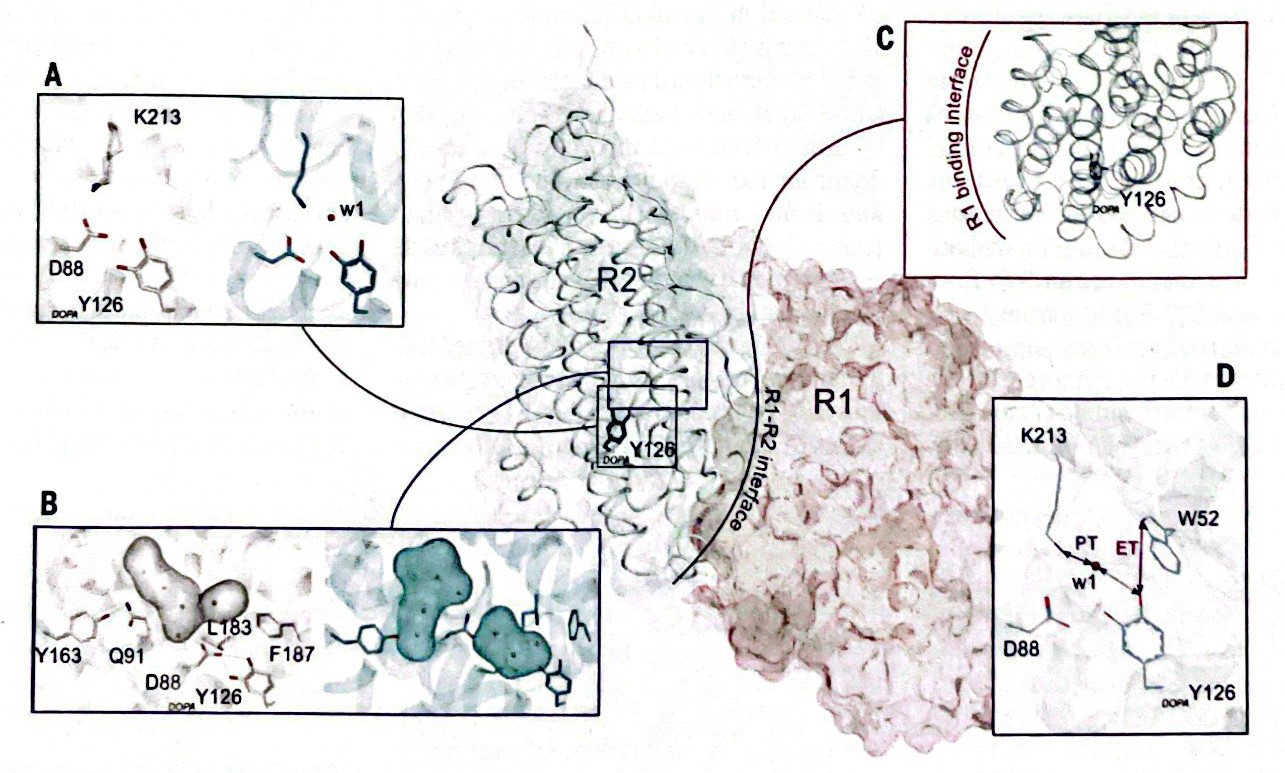 A
K213
w1
D88
DOPA Y126
R2
R1
R1-R2 interface
DOPA Y126
B
Y163
Q91
L183
F187
D88
DOPA Y126
C
R1 binding interface
DOPA Y126
D
K213
W52
PT
ET
w1
D88
DOPA Y126